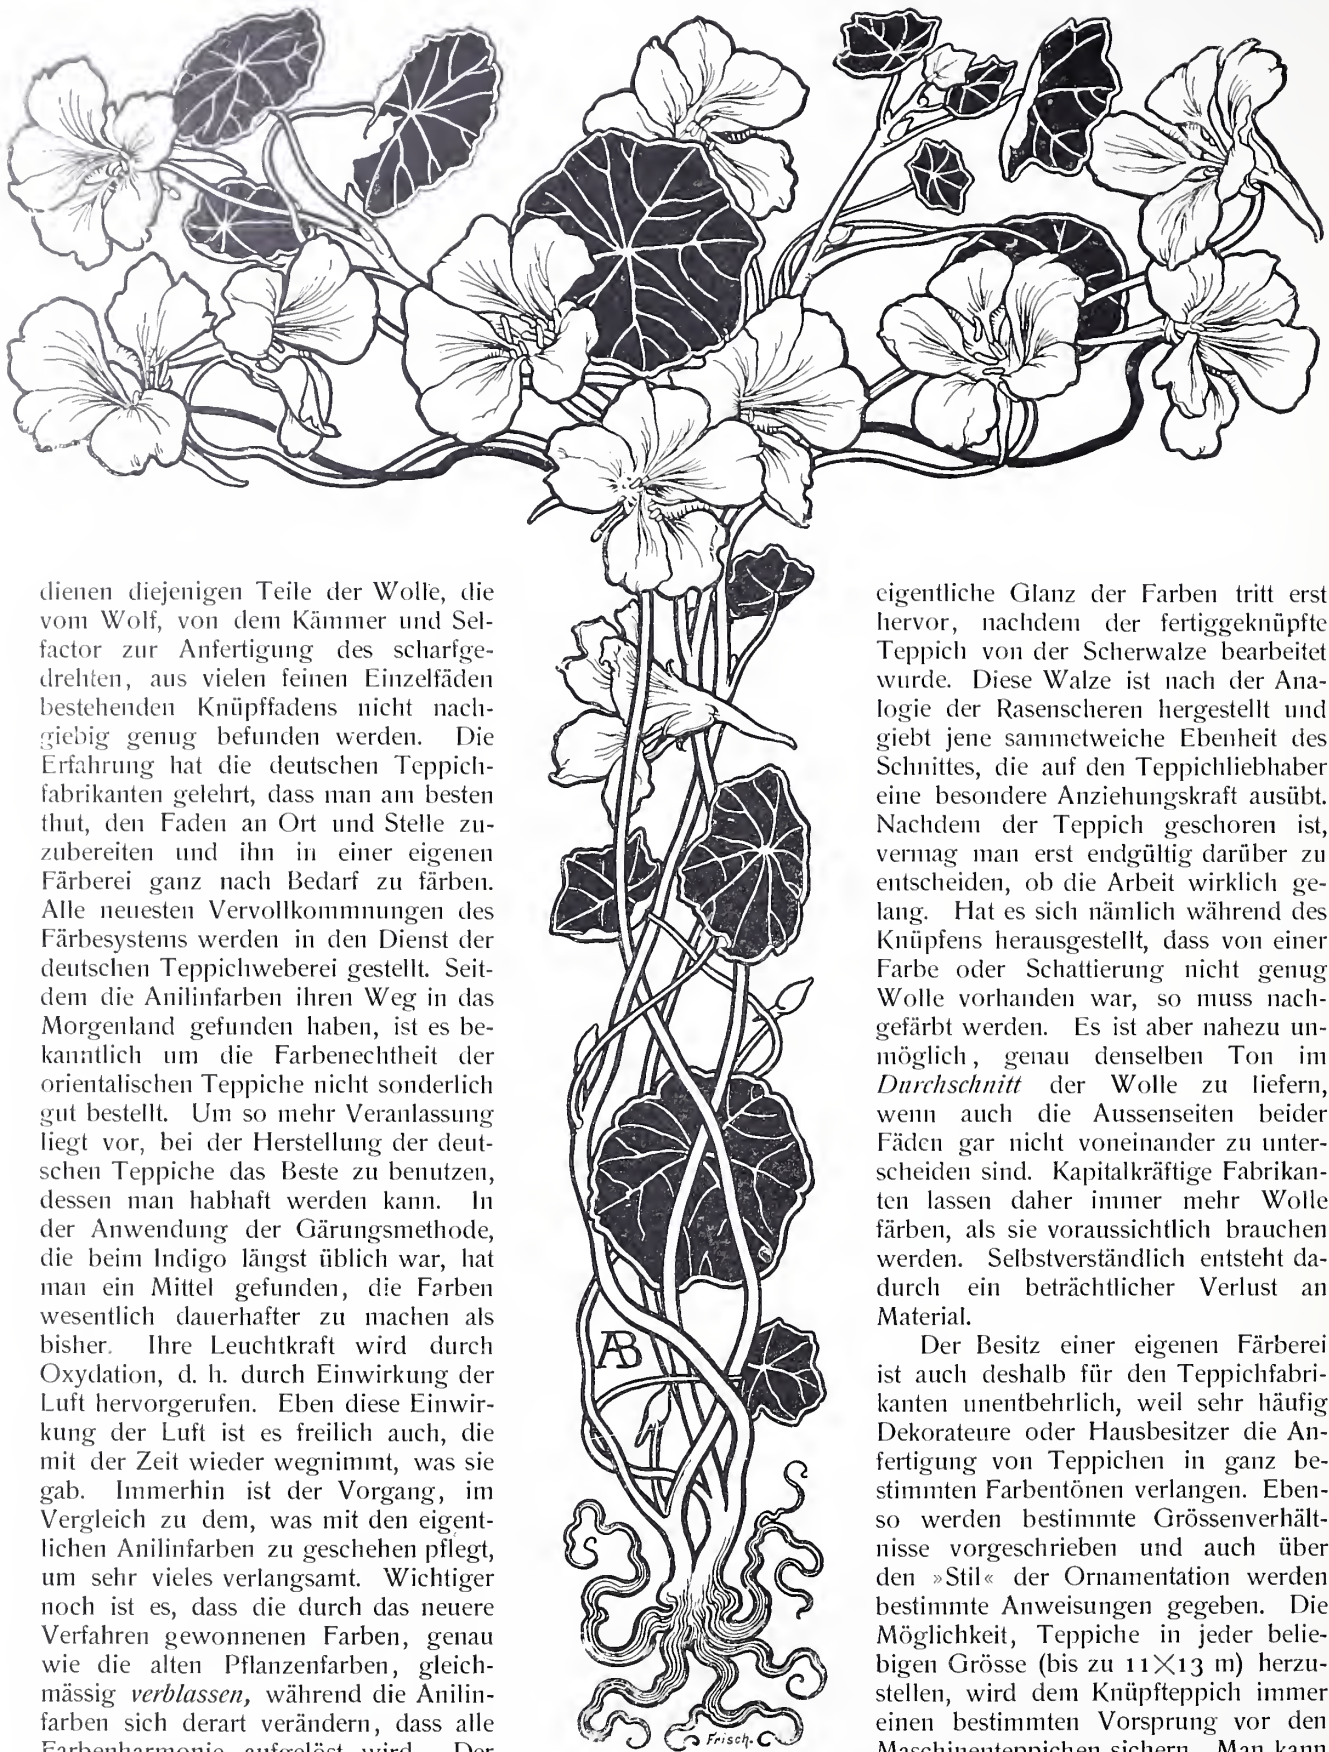 dienen diejenigen Teile der Wolle, die
vom Wolf, von dem Kämmer und Sel-
factor zur Anfertigung des scharfge-
drehten, aus vielen feinen Einzelfäden
bestehenden Knüpffadens nicht nach-
giebig genug befunden werden. Die
Erfahrung hat die deutschen Teppich-
fabrikanten gelehrt, dass man am besten
thut, den Faden an Ort und Stelle zu-
zubereiten und ihn in einer eigenen
Färberei ganz nach Bedarf zu färben.
Alle neuesten Vervollkommnungen des
Färbesystems werden in den Dienst der
deutschen Teppichweberei gestellt. Seit-
dem die Anilinfarben ihren Weg in das
Morgenland gefunden haben, ist es be-
kanntlich um die Farbenechtheit der
orientalischen Teppiche nicht sonderlich
gut bestellt. Um so mehr Veranlassung
liegt vor, bei der Herstellung der deut-
schen Teppiche das Beste zu benutzen,
dessen man habhaft werden kann. In
der Anwendung der Gärungsmethode,
die beim Indigo längst üblich war, hat
man ein Mittel gefunden, die Farben
wesentlich dauerhafter zu machen als
bisher. Ihre Leuchtkraft wird durch
Oxydation, d. h. durch Einwirkung der
Luft hervorgerufen. Eben diese Einwir-
kung der Luft ist es freilich auch, die
mit der Zeit wieder wegnimmt, was sie
gab. Immerhin ist der Vorgang, im
Vergleich zu dem, was mit den eigent-
lichen Anilinfarben zu geschehen pflegt,
um sehr vieles verlangsamt. Wichtiger
noch ist es, dass die durch das neuere
Verfahren gewonnenen Farben, genau
wie die alten Pflanzenfarben, gleich-
mässig verblassen, während die Anilin-
farben sich derart verändern, dass alle
Farbenharmonie aufgelöst wird. Der
AB
Frisch. C
eigentliche Glanz der Farben tritt erst
hervor, nachdem der fertiggeknüpfte
Teppich von der Scherwalze bearbeitet
wurde. Diese Walze ist nach der Ana-
logie der Rasenscheren hergestellt und
giebt jene sammetweiche Ebenheit des
Schnittes, die auf den Teppichliebhaber
eine besondere Anziehungskraft ausübt.
Nachdem der Teppich geschoren ist,
vermag man erst endgültig darüber zu
entscheiden, ob die Arbeit wirklich ge-
lang. Hat es sich nämlich während des
Knüpfens herausgestellt, dass von einer
Farbe oder Schattierung nicht genug
Wolle vorhanden war, so muss nach-
gefärbt werden. Es ist aber nahezu un-
möglich, genau denselben Ton im
Durchschnitt der Wolle zu liefern,
wenn auch die Aussenseiten beider
Fäden gar nicht voneinander zu unter-
scheiden sind. Kapitalkräftige Fabrikan-
ten lassen daher immer mehr Wolle
färben, als sie voraussichtlich brauchen
werden. Selbstverständlich entsteht da-
durch ein beträchtlicher Verlust an
Material.
Der Besitz einer eigenen Färberei
ist auch deshalb für den Teppichfabri-
kanten unentbehrlich, weil sehr häufig
Dekorateure oder Hausbesitzer die An-
fertigung von Teppichen in ganz be-
stimmten Farbentönen verlangen. Eben-
so werden bestimmte Grössenverhält-
nisse vorgeschrieben und auch über
den »Stil« der Ornamentation werden
bestimmte Anweisungen gegeben. Die
Möglichkeit, Teppiche in jeder belie-
bigen Grösse (bis zu 11×13 m) herzu-
stellen, wird dem Knüpfteppich immer
einen bestimmten Vorsprung vor den
Maschinenteppichen sichern. Man kann